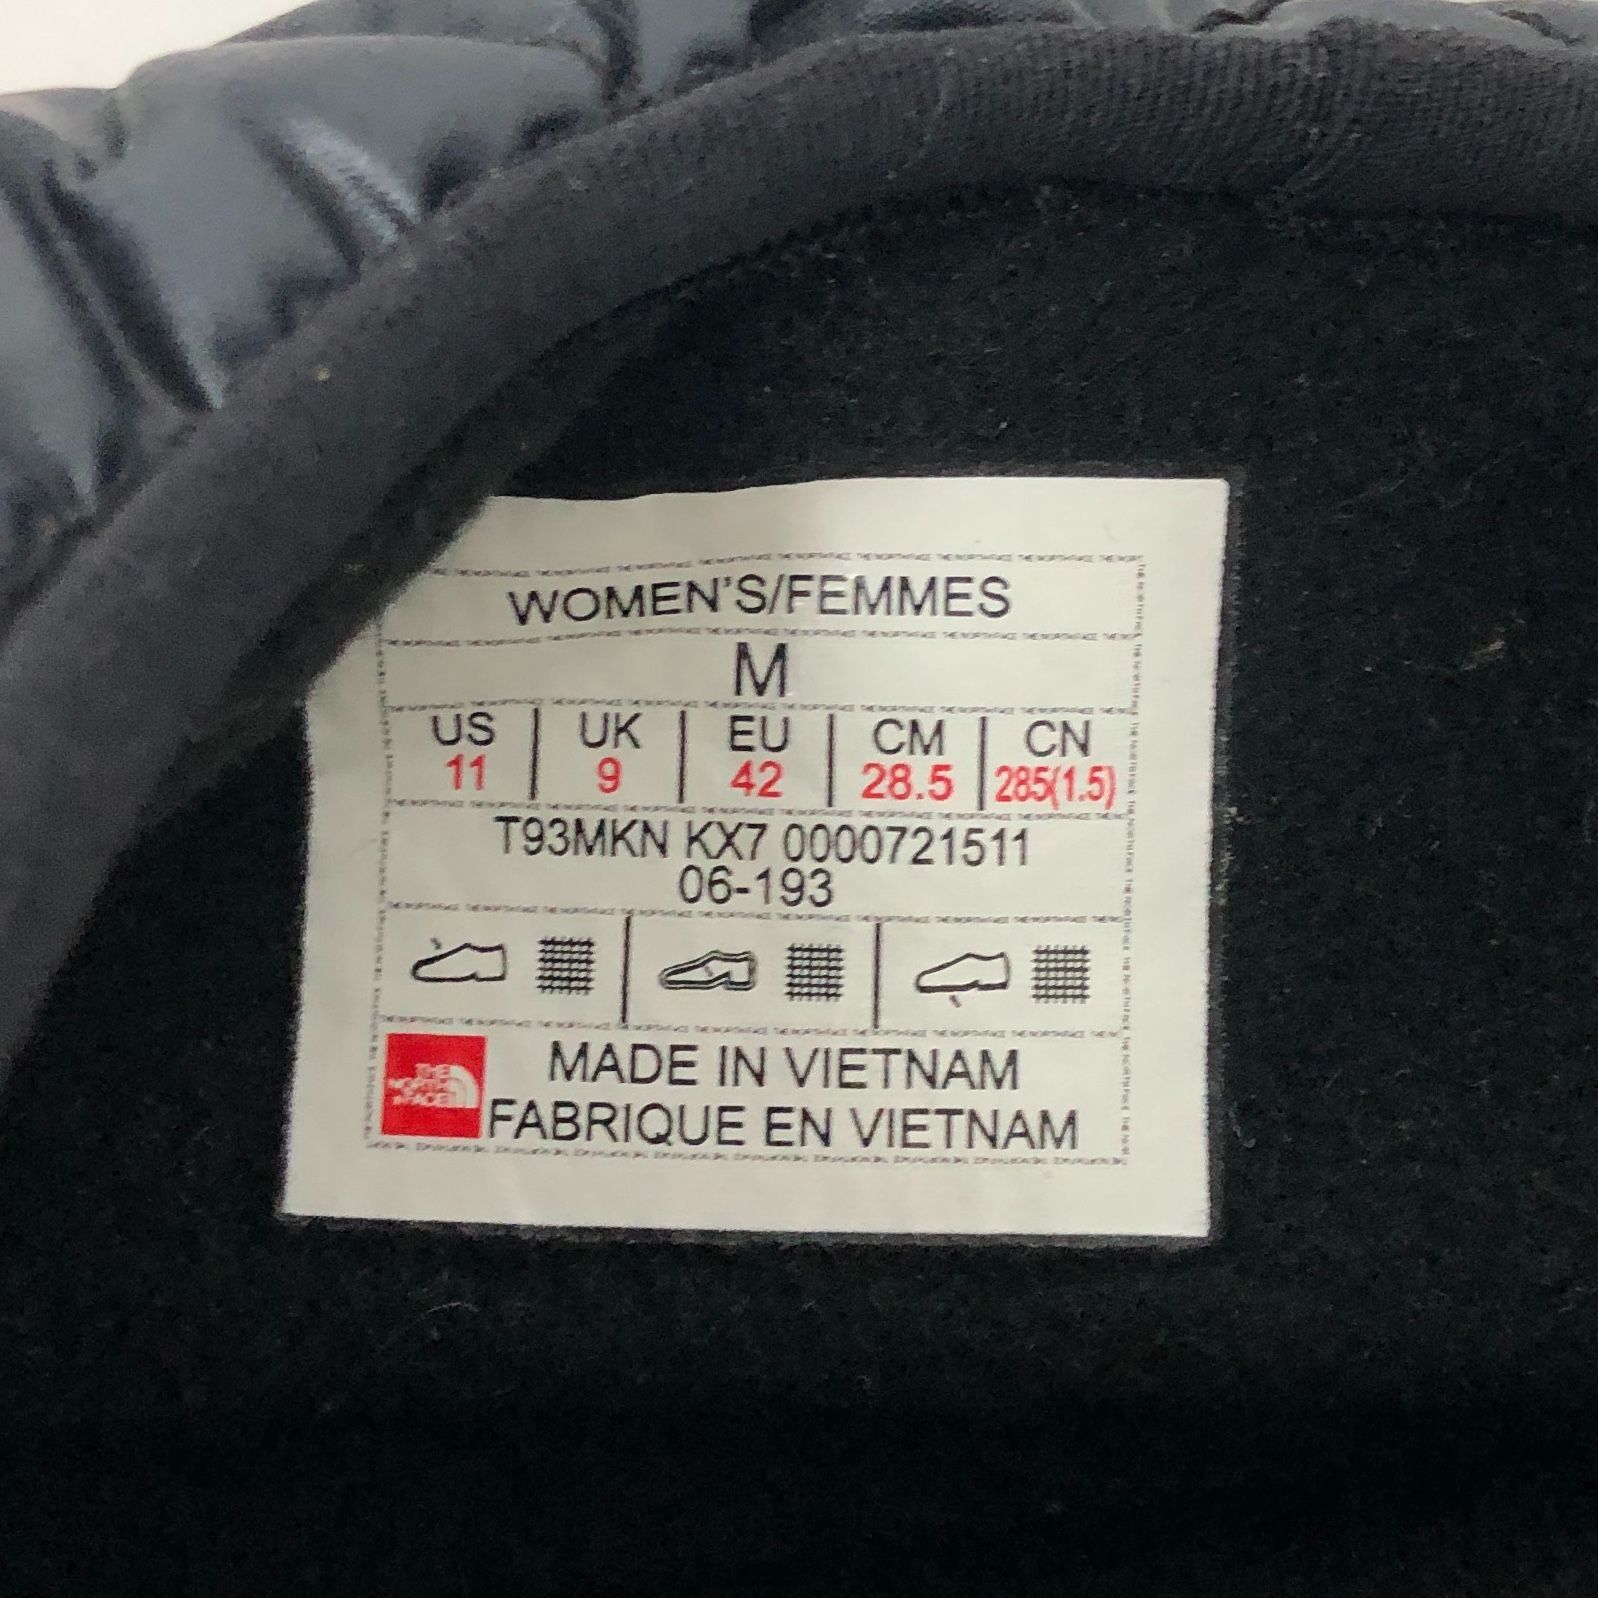 WOMEN'S/FEMMES
M
US UK EU CM CN
11 9 42 28.5 285(1.5)
T93MKN KX7 0000721511
06-193
THE
NORTH
FACE
MADE IN VIETNAM
FABRIQUE EN VIETNAM